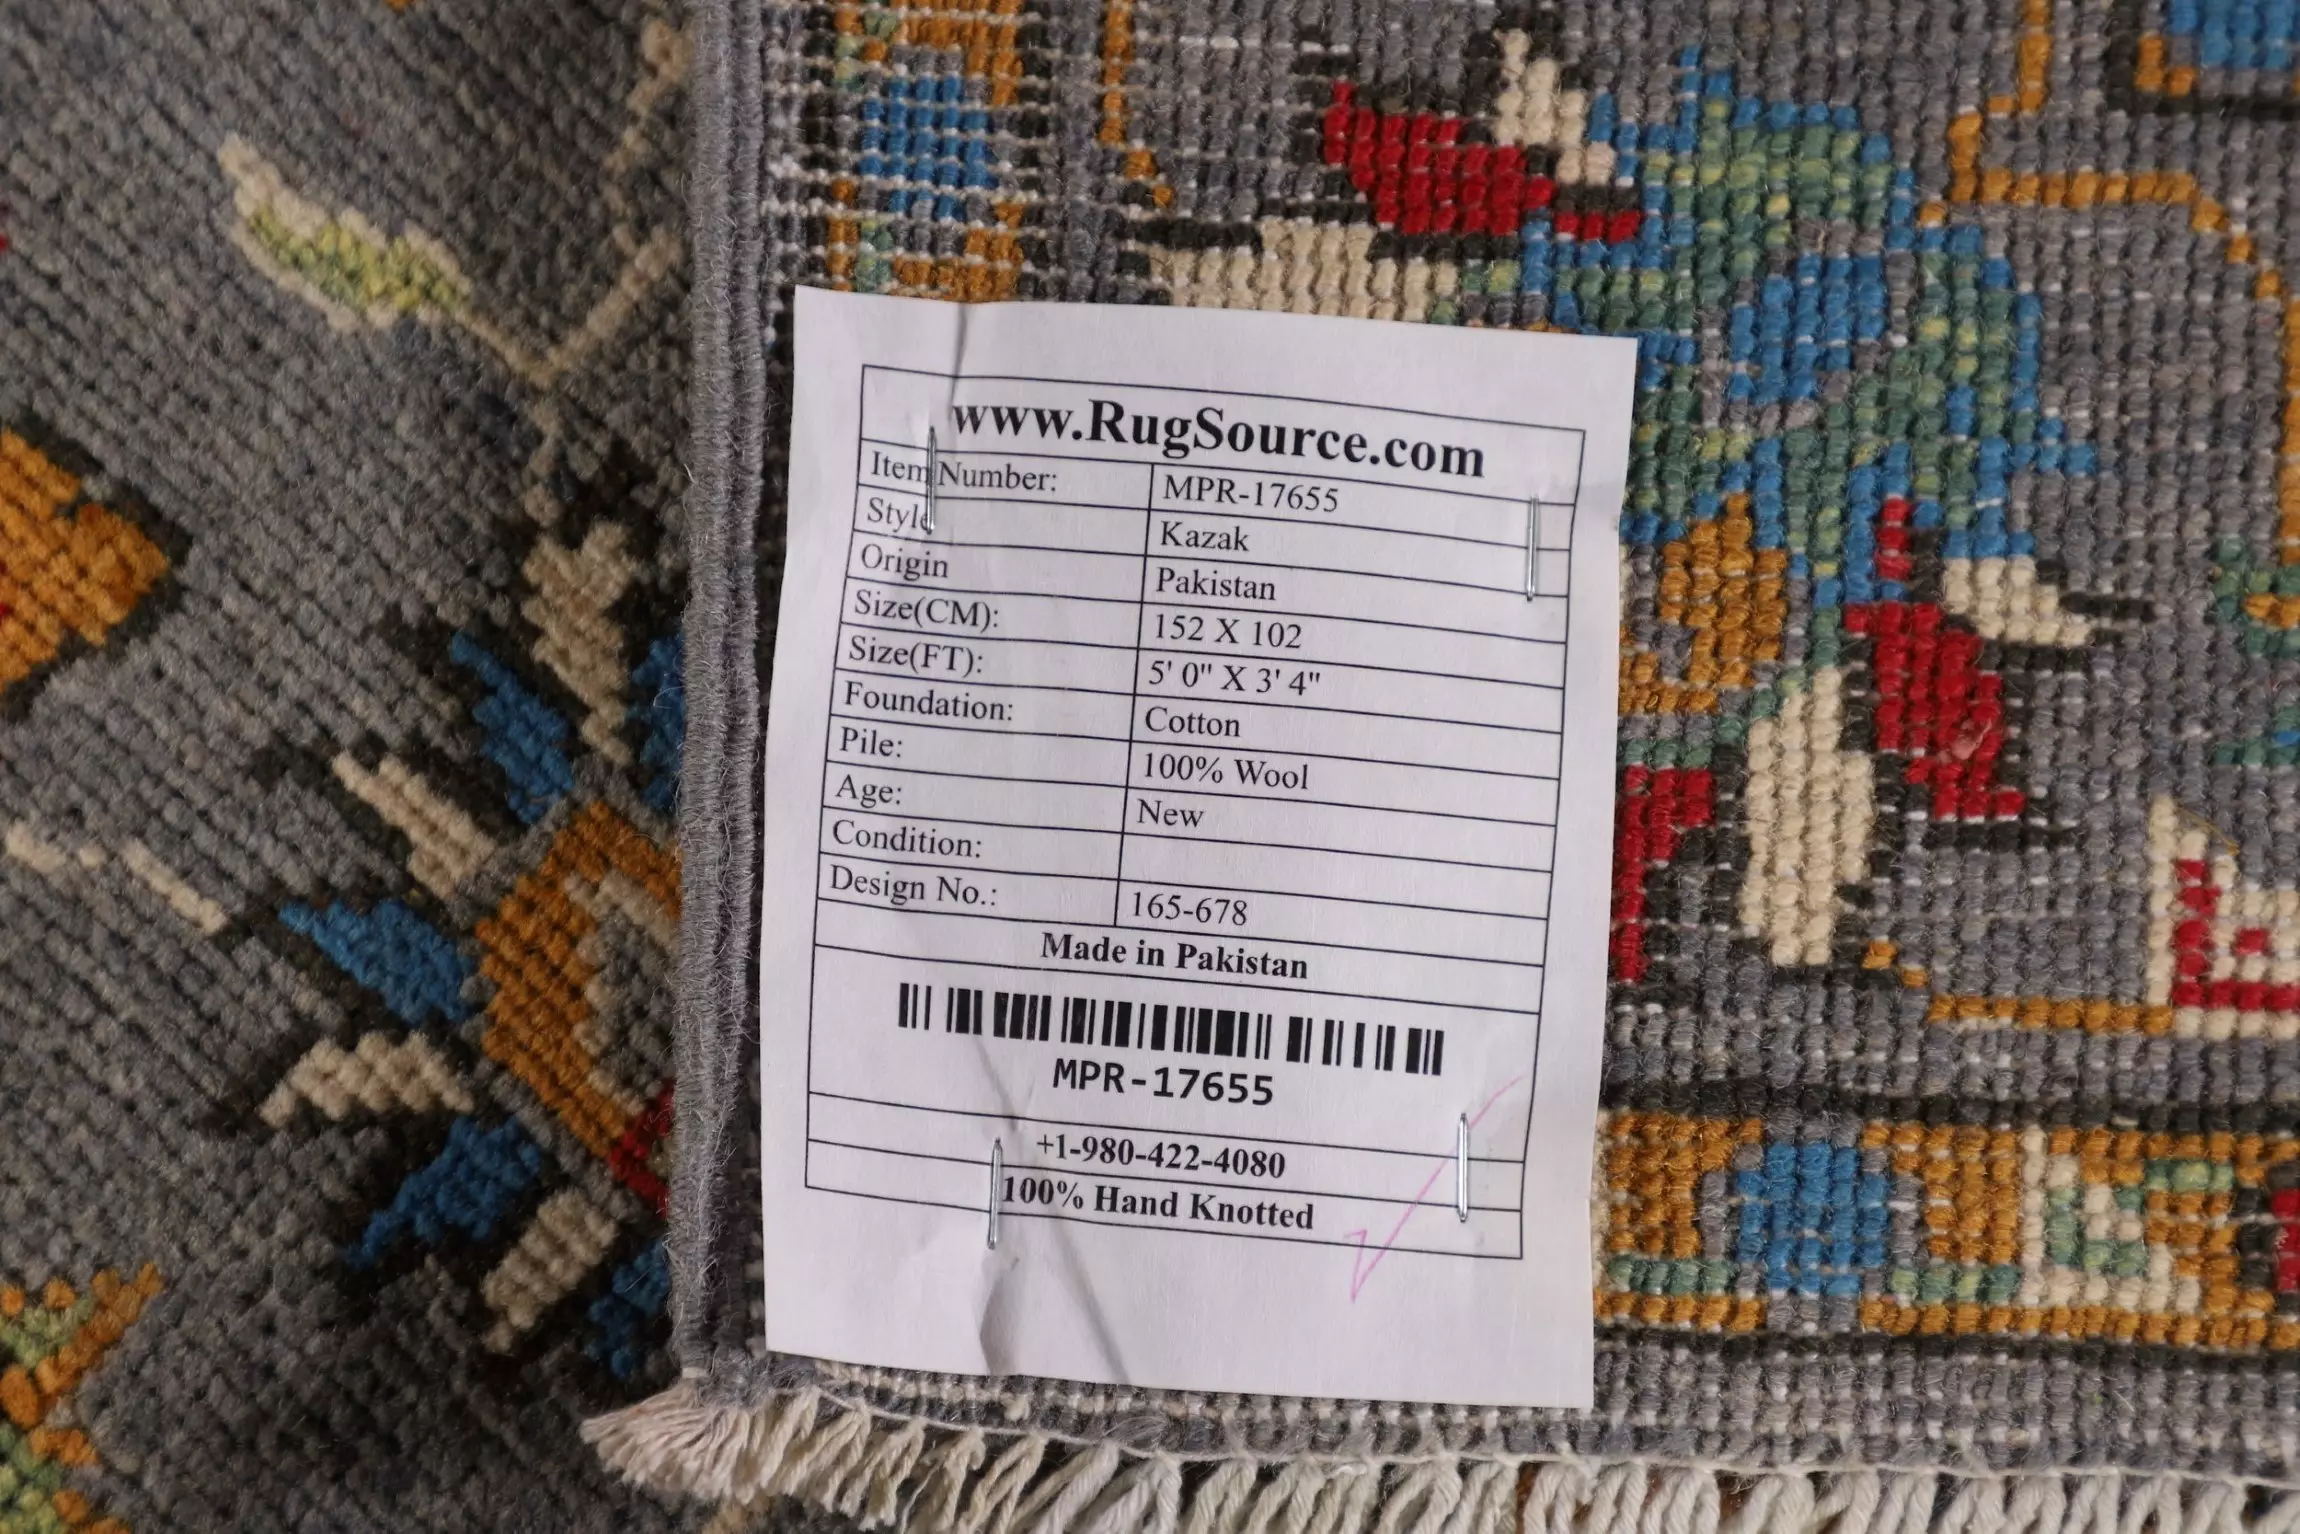 www.RugSource.com
Item Number: MPR-17655
Style Kazak
Origin Pakistan
Size(CM): 152 X 102
Size(FT): 5' 0" X 3' 4"
Foundation: Cotton
Pile: 100% Wool
Age: New
Condition:
Design No.: 165-678
Made in Pakistan
MPR-17655
+1-980-422-4080
100% Hand Knotted